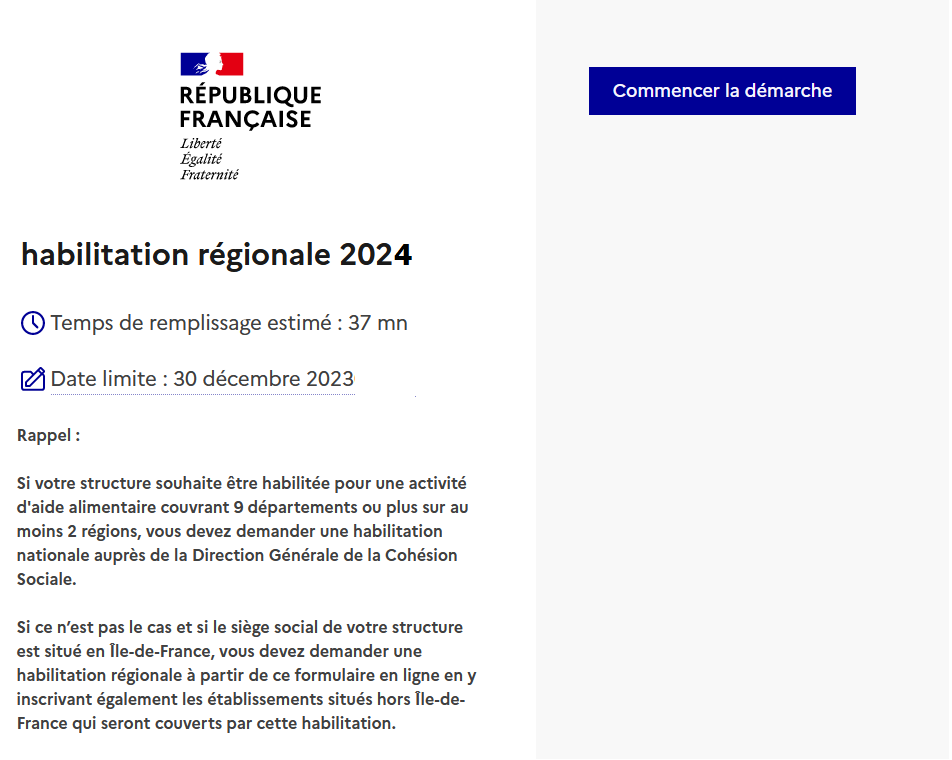 RÉPUBLIQUE
FRANÇAISE
Liberté
Égalité
Fraternité
Commencer la démarche
habilitation régionale 2024
Temps de remplissage estimé : 37 mn
Date limite : 30 décembre 2023
Rappel :
Si votre structure souhaite être habilitée pour une activité
d'aide alimentaire couvrant 9 départements ou plus sur au
moins 2 régions, vous devez demander une habilitation
nationale auprès de la Direction Générale de la Cohésion
Sociale.
Si ce n’est pas le cas et si le siège social de votre structure
est situé en Île-de-France, vous devez demander une
habilitation régionale à partir de ce formulaire en ligne en y
inscrivant également les établissements situés hors Île-de-
France qui seront couverts par cette habilitation.